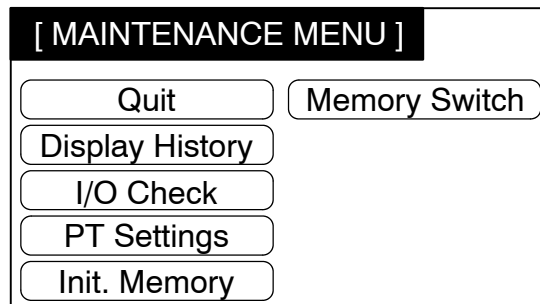 [ MAINTENANCE MENU ]
Quit
Memory Switch
Display History
I/O Check
PT Settings
Init. Memory